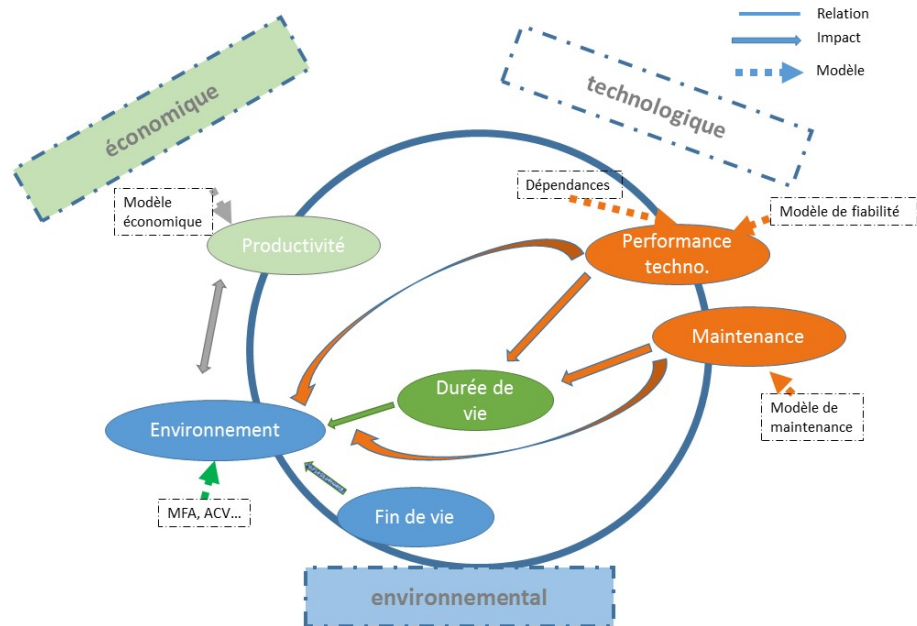 Relation
Impact
Modèle
économique
technologique
Modèle
économique
Dépendances
Modèle de fiabilité
Productivité
Performance
techno.
Maintenance
Durée de
vie
Modèle de
maintenance
Environnement
MFA, ACV...
Fin de vie
environnemental